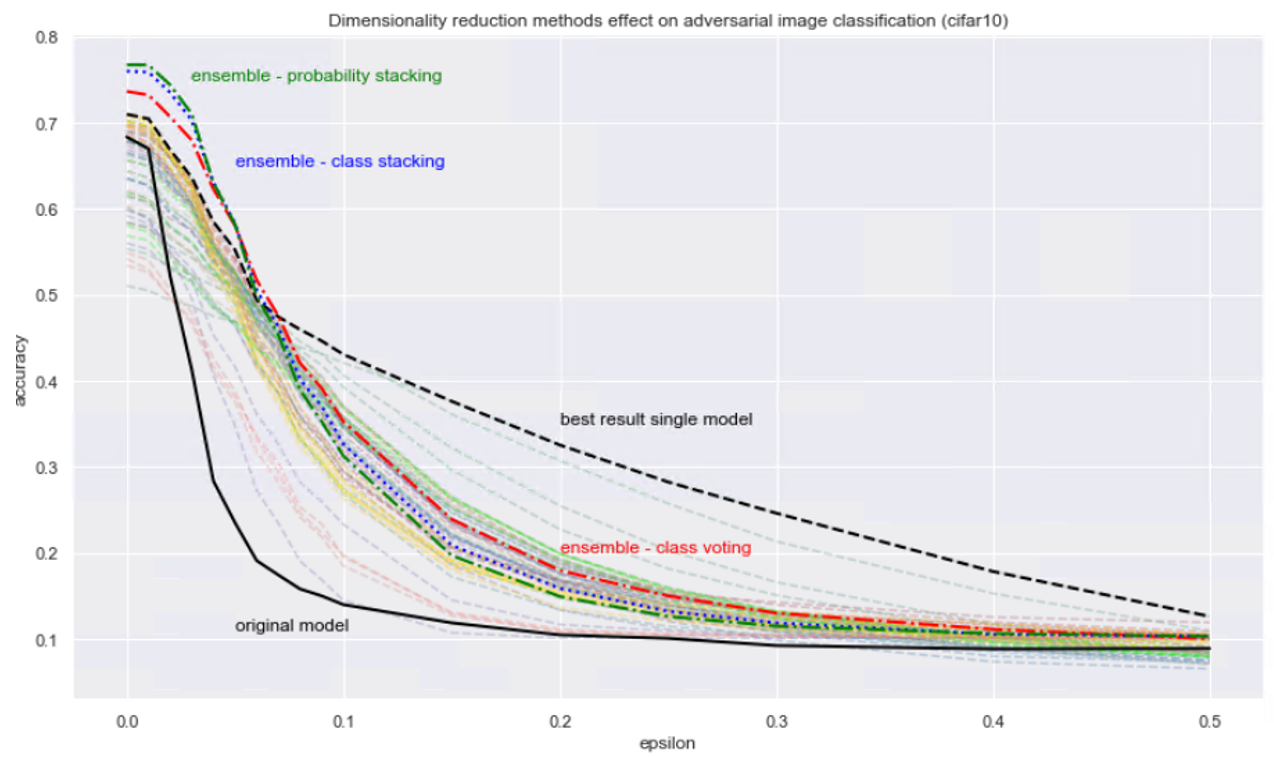 Dimensionality reduction methods effect on adversarial image classification (cifar10)
0.8
ensemble - probability stacking
0.7
ensemble - class stacking
0.6
0.5
accuracy
0.4
best result single model
0.3
0.2
ensemble - class voting
original model
0.1
0.0 0.1 0.2 0.3 0.4 0.5
epsilon